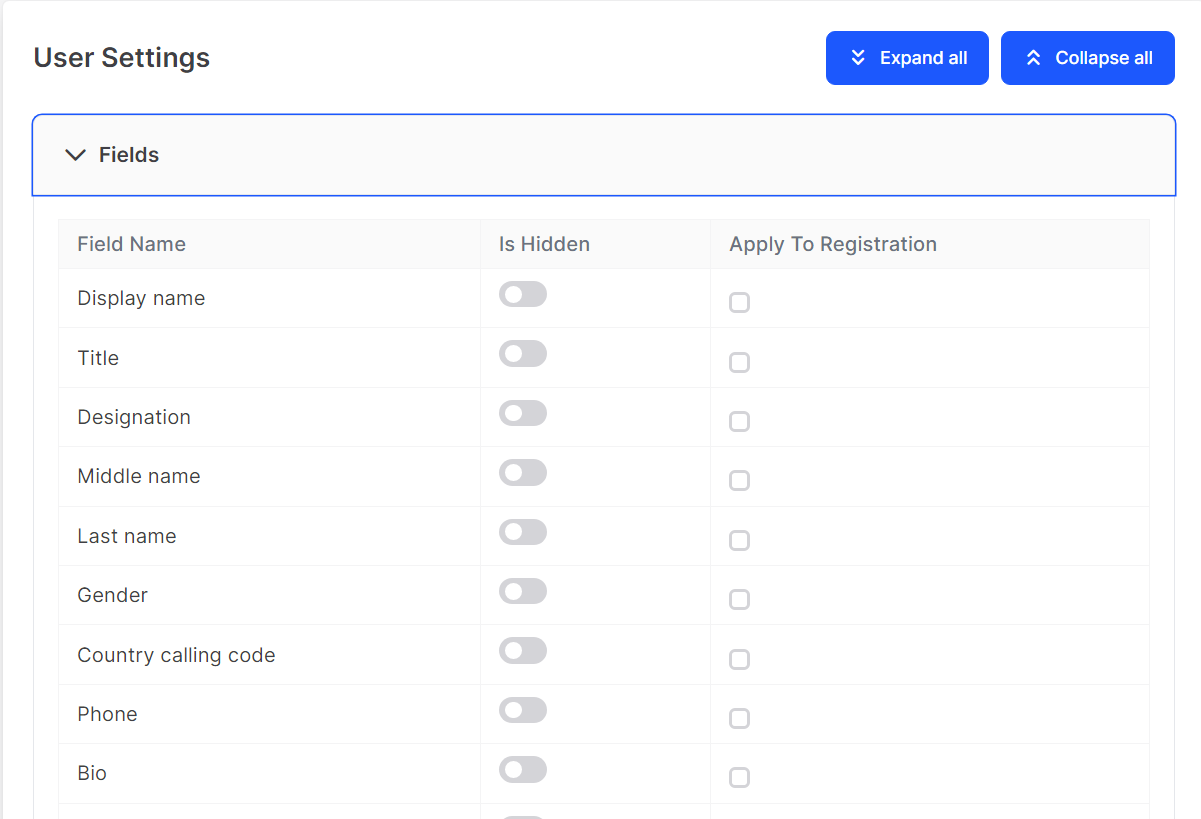 User Settings
Expand all
Collapse all
Fields
Field Name Is Hidden Apply To Registration
Display name
Title
Designation
Middle name
Last name
Gender
Country calling code
Phone
Bio